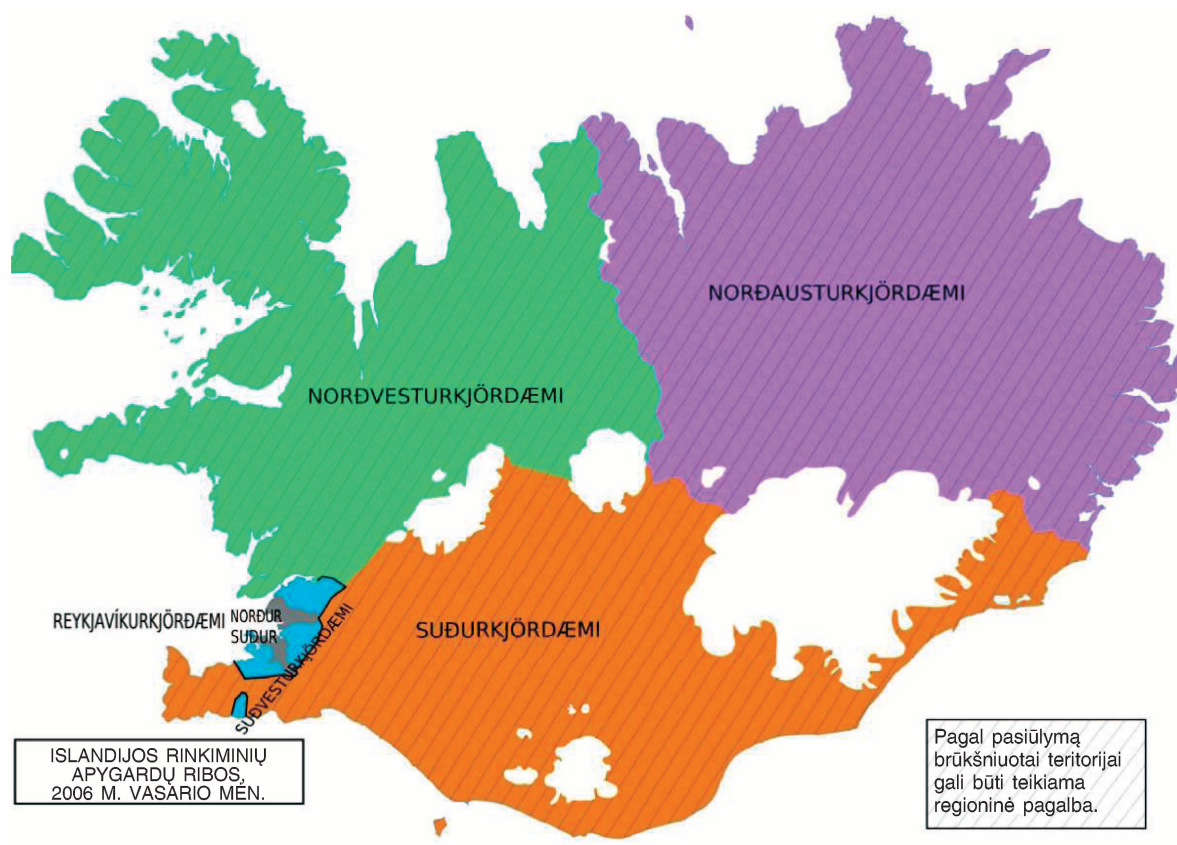 NORÐAUSTURKJÖRDÆMI
NORÐVESTURKJÖRDÆMI
REYKJAVÍKURKJÖRÐÆMI
NORÐUR
SUÐUR
SUÐVESTURKJÖRDÆMI
SUÐURKJÖRDÆMI
ISLANDIJOS RINKIMINIŲ
APYGARDŲ RIBOS,
2006 M. VASARIO MĖN.
Pagal pasiūlymą
brūkšniuotai teritorijai
gali būti teikiama
regioninė pagalba.